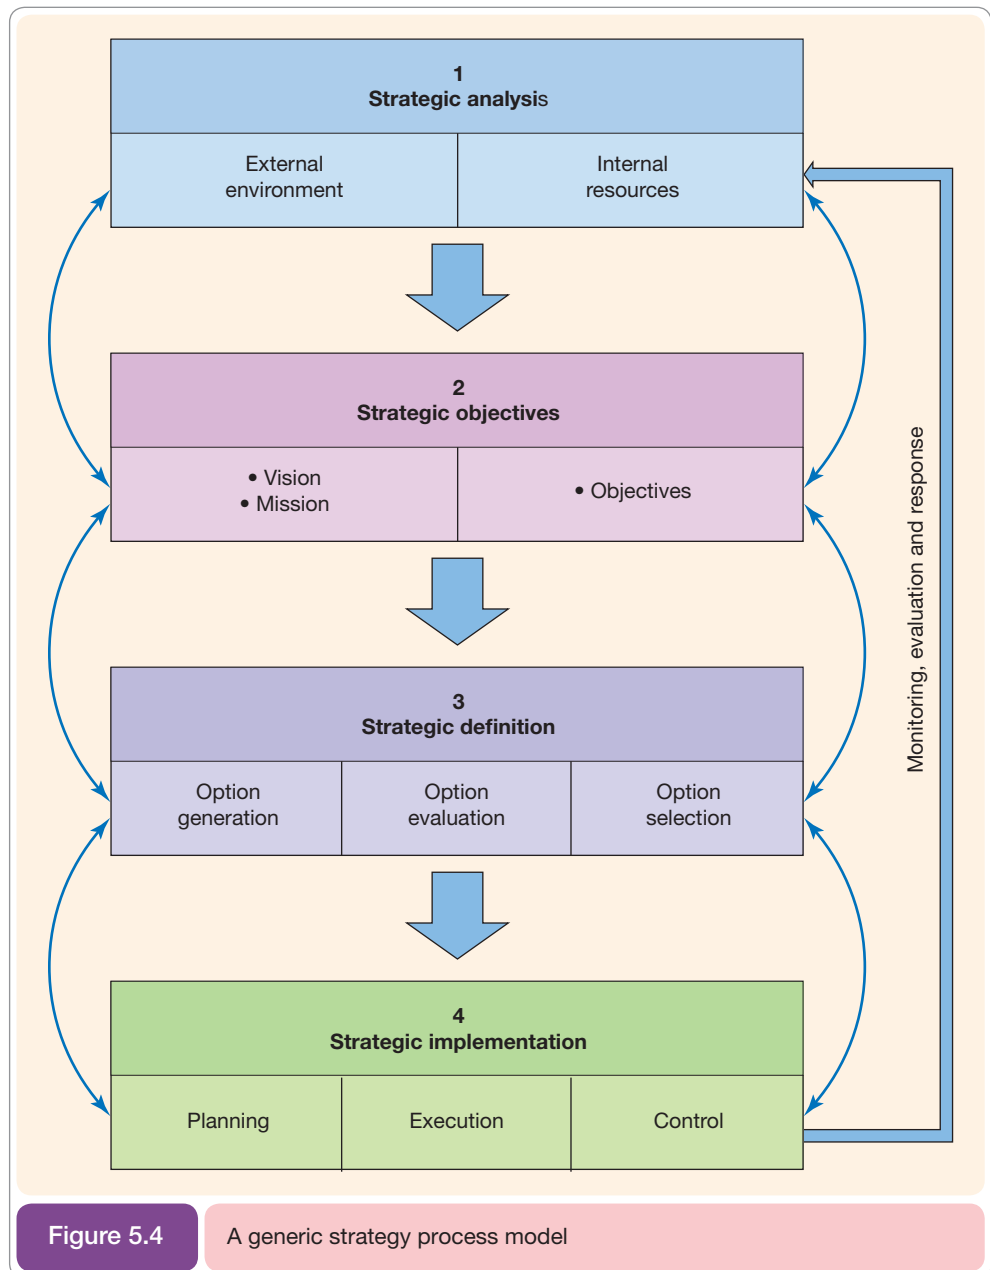 1
Strategic analysis
External
environment
Internal
resources
2
Strategic objectives
• Vision
• Mission
• Objectives
3
Strategic definition
Option
generation
Option
evaluation
Option
selection
4
Strategic implementation
Planning
Execution
Control
Monitoring, evaluation and response
Figure 5.4
A generic strategy process model